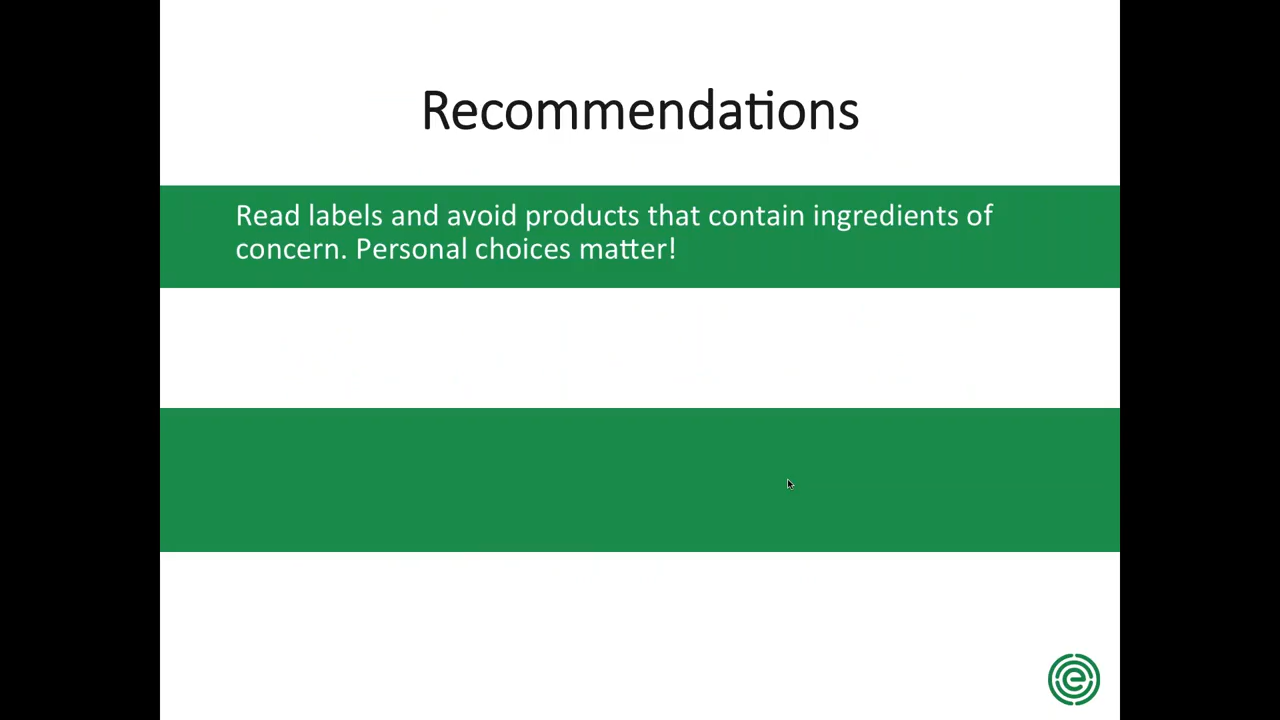 Recommendations
Read labels and avoid products that contain ingredients of
concern. Personal choices matter!
e